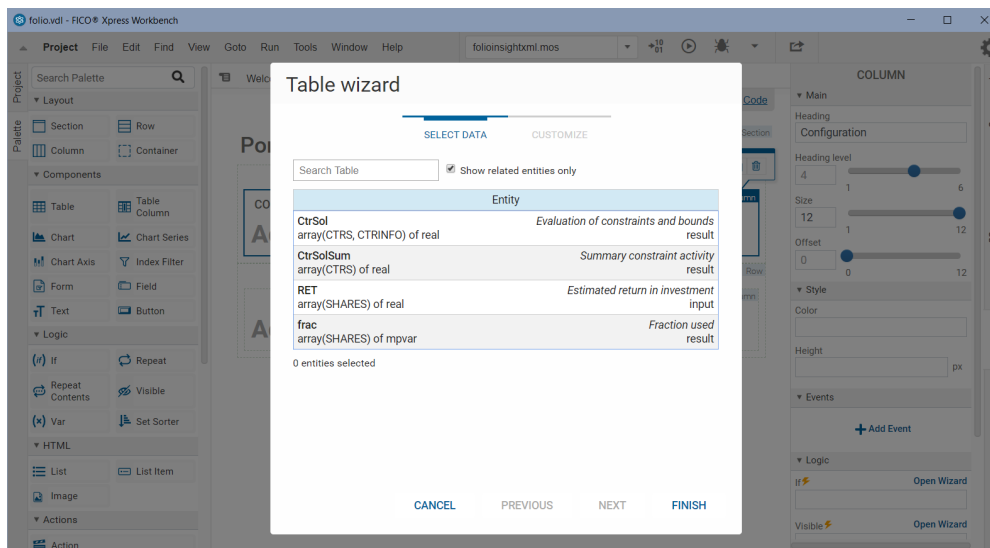 folio.vdl - FICO® Xpress Workbench
Project File Edit Find View Goto Run Tools Window Help
folioinsightxml.mos
Project
Palette
Search Palette
Layout
Section
Row
Column
Container
Components
Table
Table Column
Chart
Chart Series
Chart Axis
Index Filter
Form
Field
Text
Button
Logic
If
Repeat
Repeat Contents
Visible
Var
Set Sorter
HTML
List
List Item
Image
Actions
Action
Welc
Por
CO
Code
Section
Row
Table wizard
SELECT DATA
CUSTOMIZE
Search Table
Show related entities only
Entity
CtrSol Evaluation of constraints and bounds
array(CTRS, CTRINFO) of real result
CtrSolSum Summary constraint activity
array(CTRS) of real result
RET Estimated return in investment
array(SHARES) of real input
frac Fraction used
array(SHARES) of mpvar result
0 entities selected
CANCEL PREVIOUS NEXT FINISH
COLUMN
Main
Heading
Configuration
Heading level
4
1 6
Size
12
1 12
Offset
0
0 12
Style
Color
Height
px
Events
Add Event
Logic
If Open Wizard
Visible Open Wizard